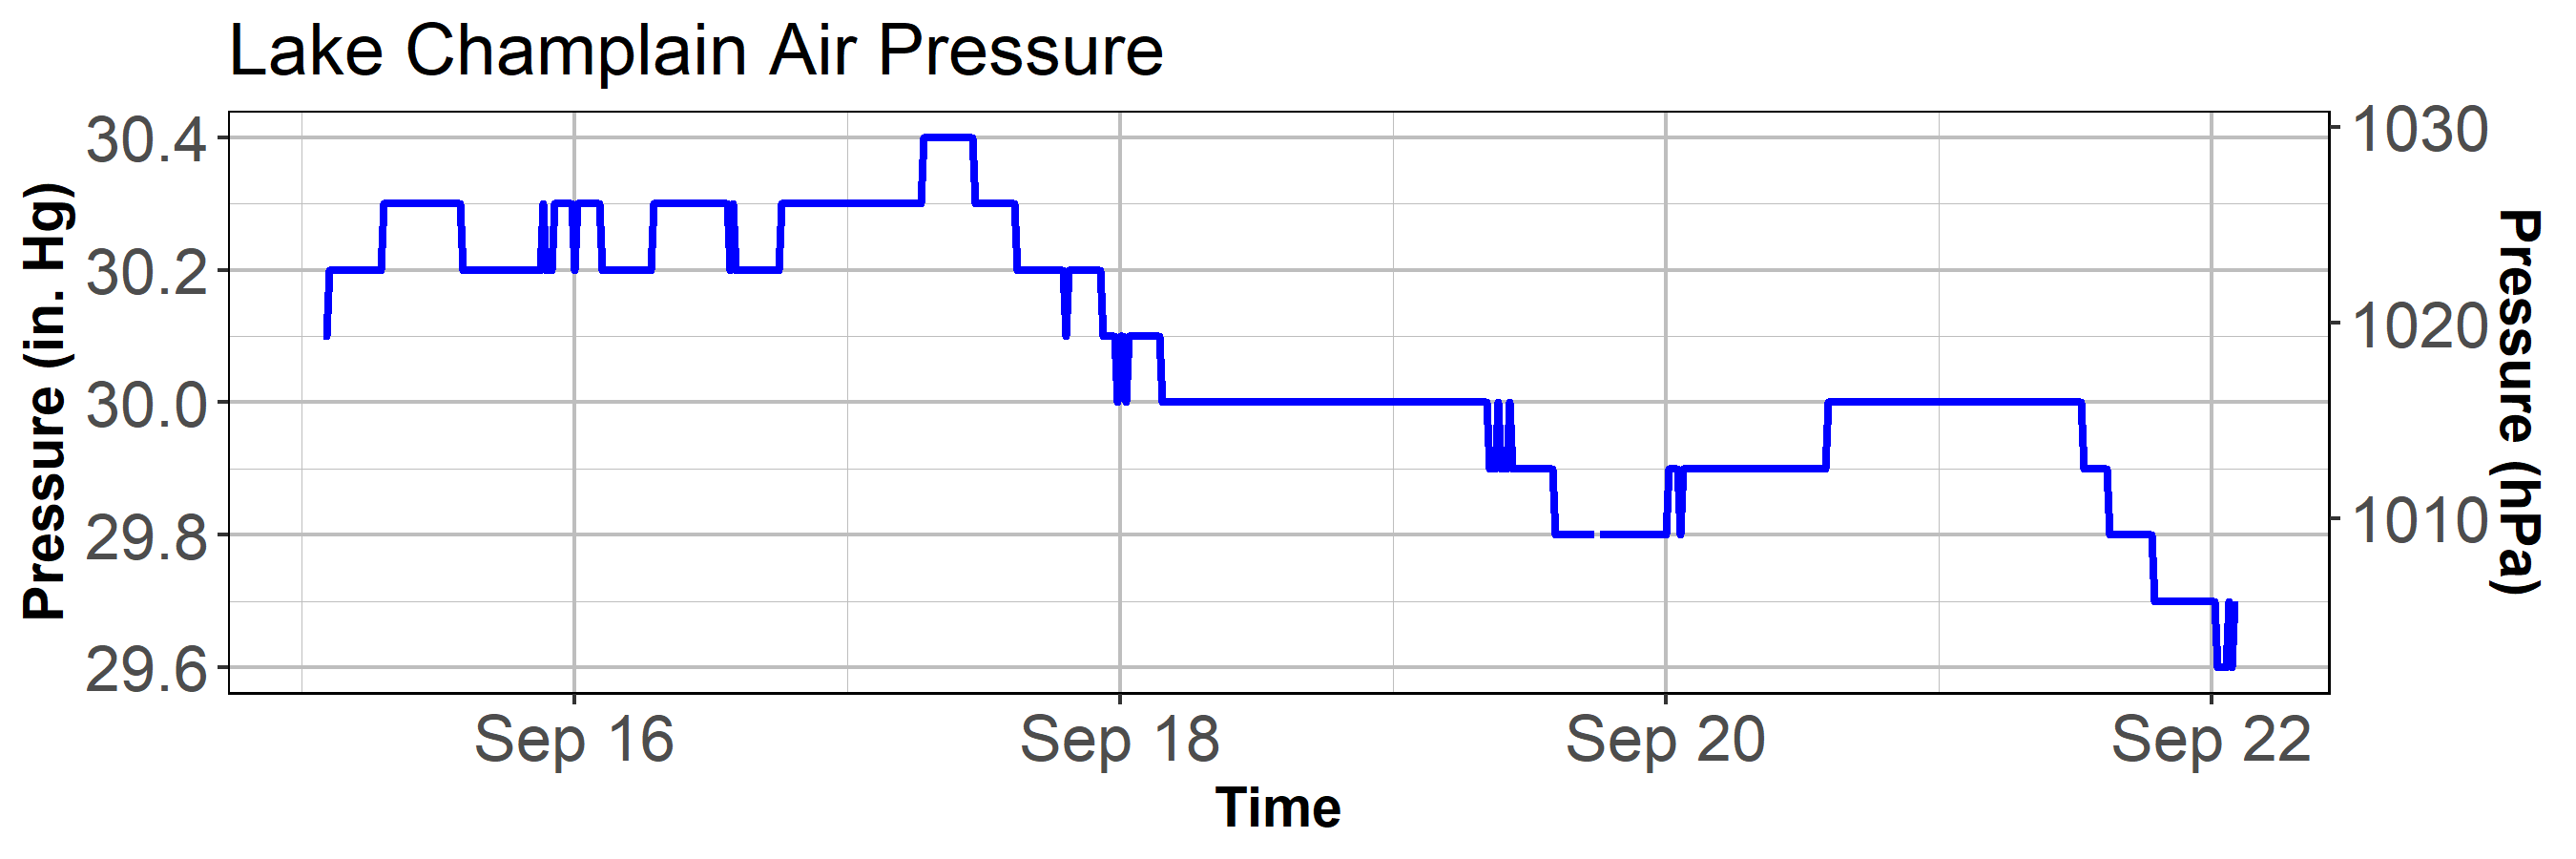 Lake Champlain Air Pressure
Pressure (in. Hg)
30.4
30.2
30.0
29.8
29.6
1030
1020
1010
Pressure (hPa)
Sep 16 Sep 18 Sep 20 Sep 22
Time